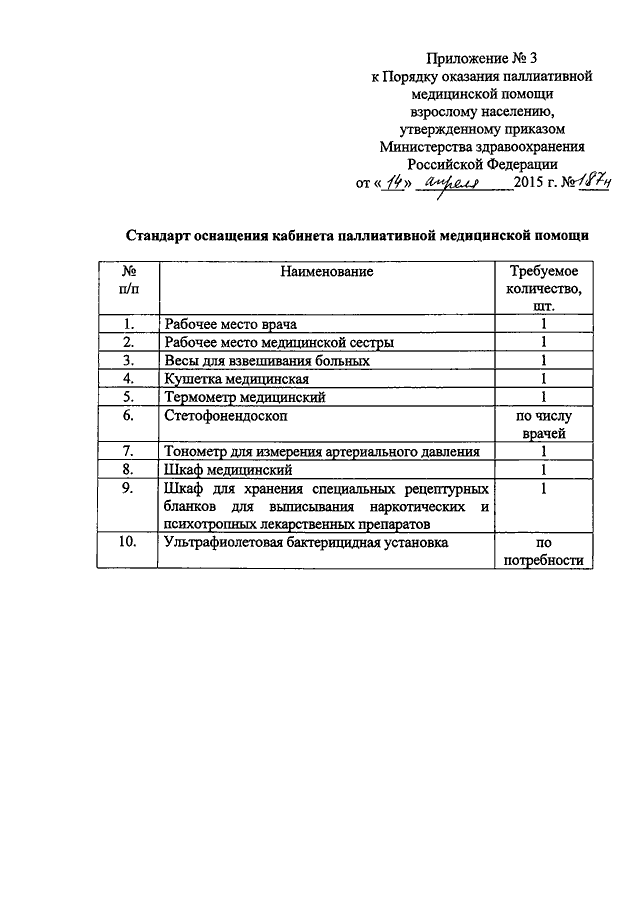 Приложение № 3
к Порядку оказания паллиативной
медицинской помощи
взрослому населению,
утвержденному приказом
Министерства здравоохранения
Российской Федерации
от «14» апреля 2015 г. № 187н
Стандарт оснащения кабинета паллиативной медицинской помощи
№
п/п
Наименование
Требуемое
количество,
шт.
1. Рабочее место врача 1
2. Рабочее место медицинской сестры 1
3. Весы для взвешивания больных 1
4. Кушетка медицинская 1
5. Термометр медицинский 1
6. Стетофонендоскоп по числу
врачей
7. Тонометр для измерения артериального давления 1
8. Шкаф медицинский 1
9. Шкаф для хранения специальных рецептурных 1
бланков для выписывания наркотических и
психотропных лекарственных препаратов
10. Ультрафиолетовая бактерицидная установка по
потребности